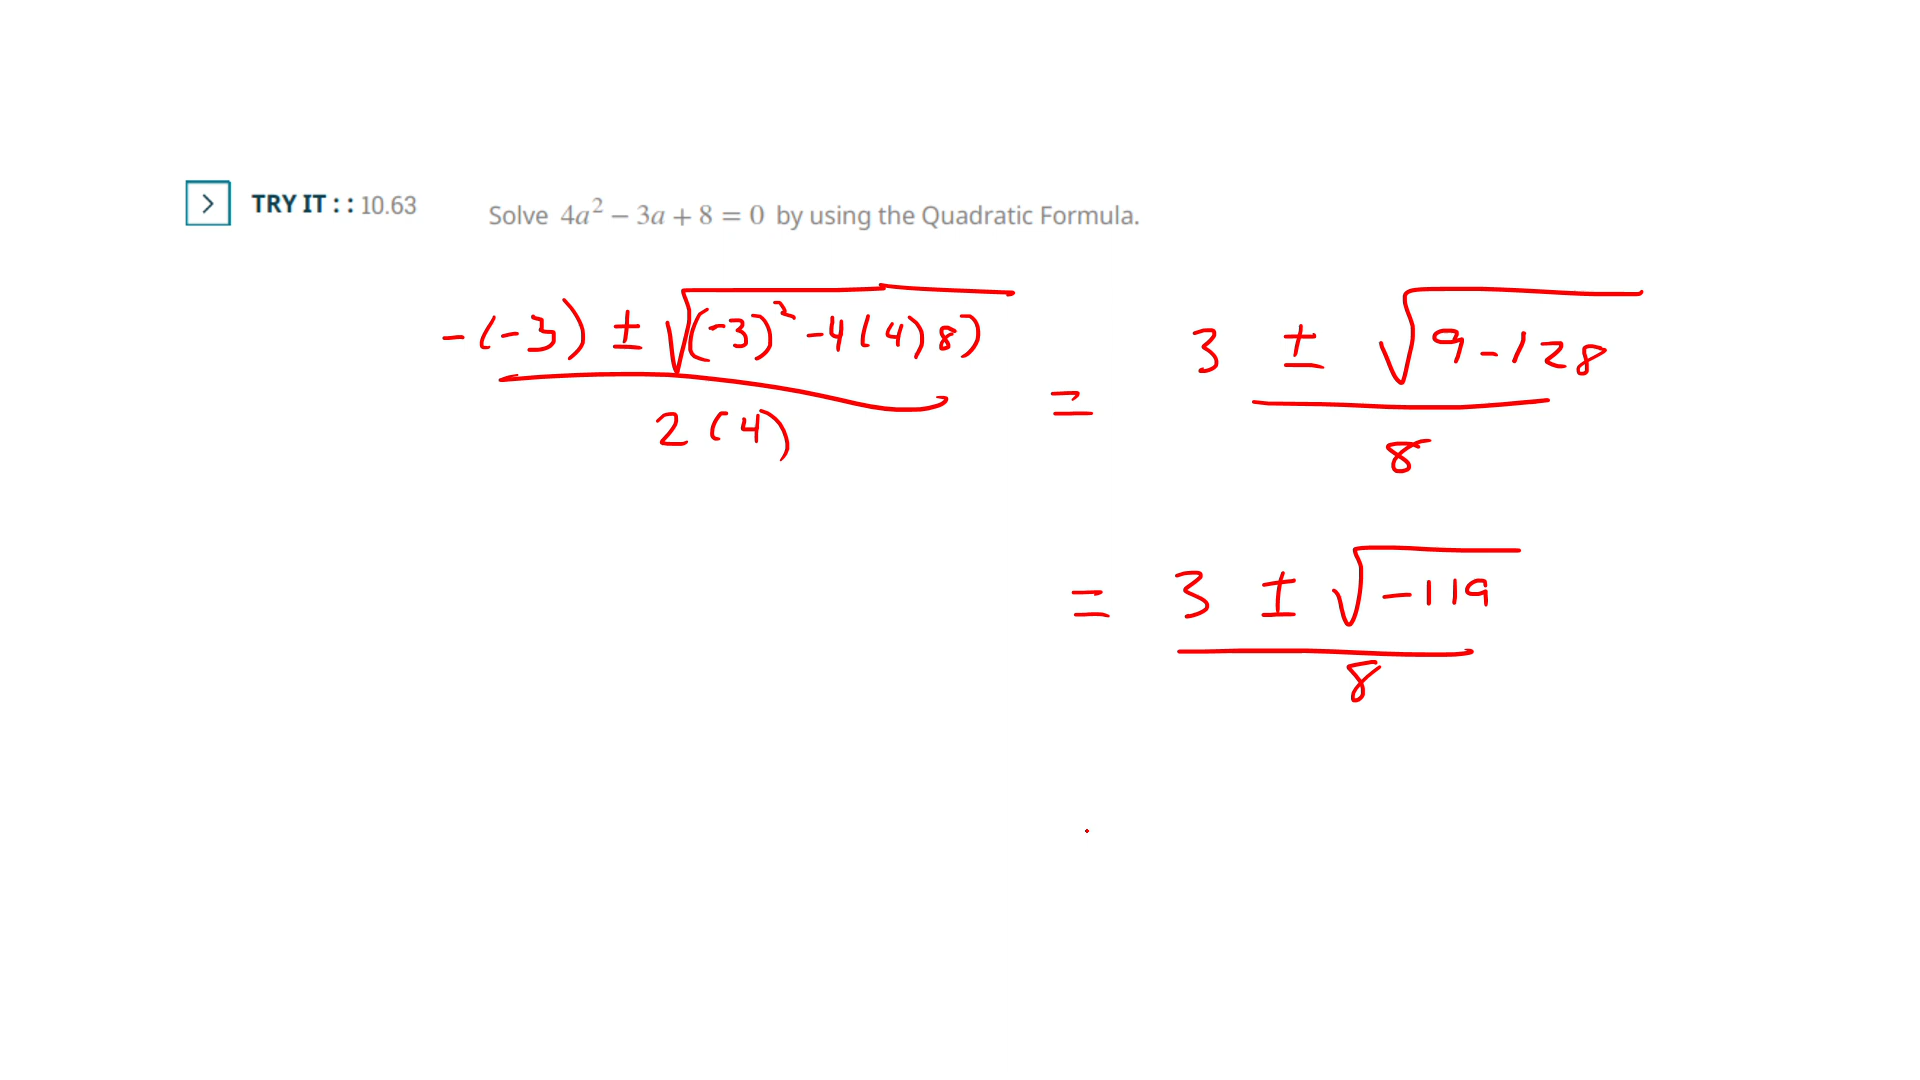 > TRY IT : : 10.63 Solve 4a² − 3a + 8 = 0 by using the Quadratic Formula.
-(-3) ± √(-3)² -4(4)8)
2(4)
= 3 ± √9-128
8
= 3 ± √-119
8